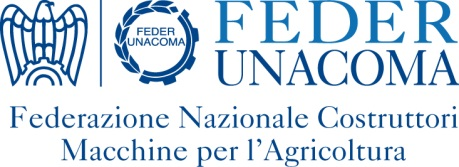 FEDER
UNACOMA
FEDER
UNACOMA
Federazione Nazionale Costruttori
Macchine per l'Agricoltura